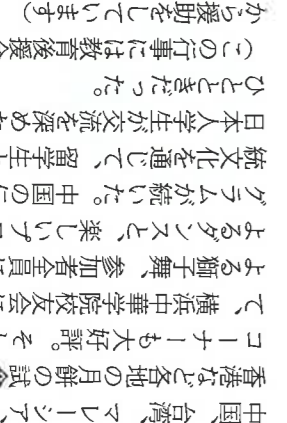 中国、台湾、マレーシア、
香港など各地の月餅の試
コーナーも大好評。そし
て、横浜中華学院校友会に
よる獅子舞、参加者全員に
よるダンスと、楽しいプロ
グラムが続いた。中国の伝
統文化を通じて、留学生と
日本人学生が交流を深めた
ひとときだった。
（この行事には教育後援会
から援助をしています）